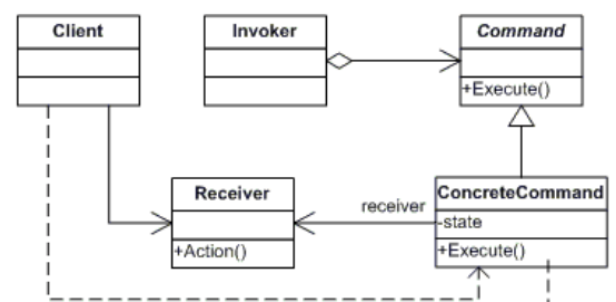 Client
Invoker
Command
+Execute()
Receiver
+Action()
receiver
ConcreteCommand
-state
+Execute()